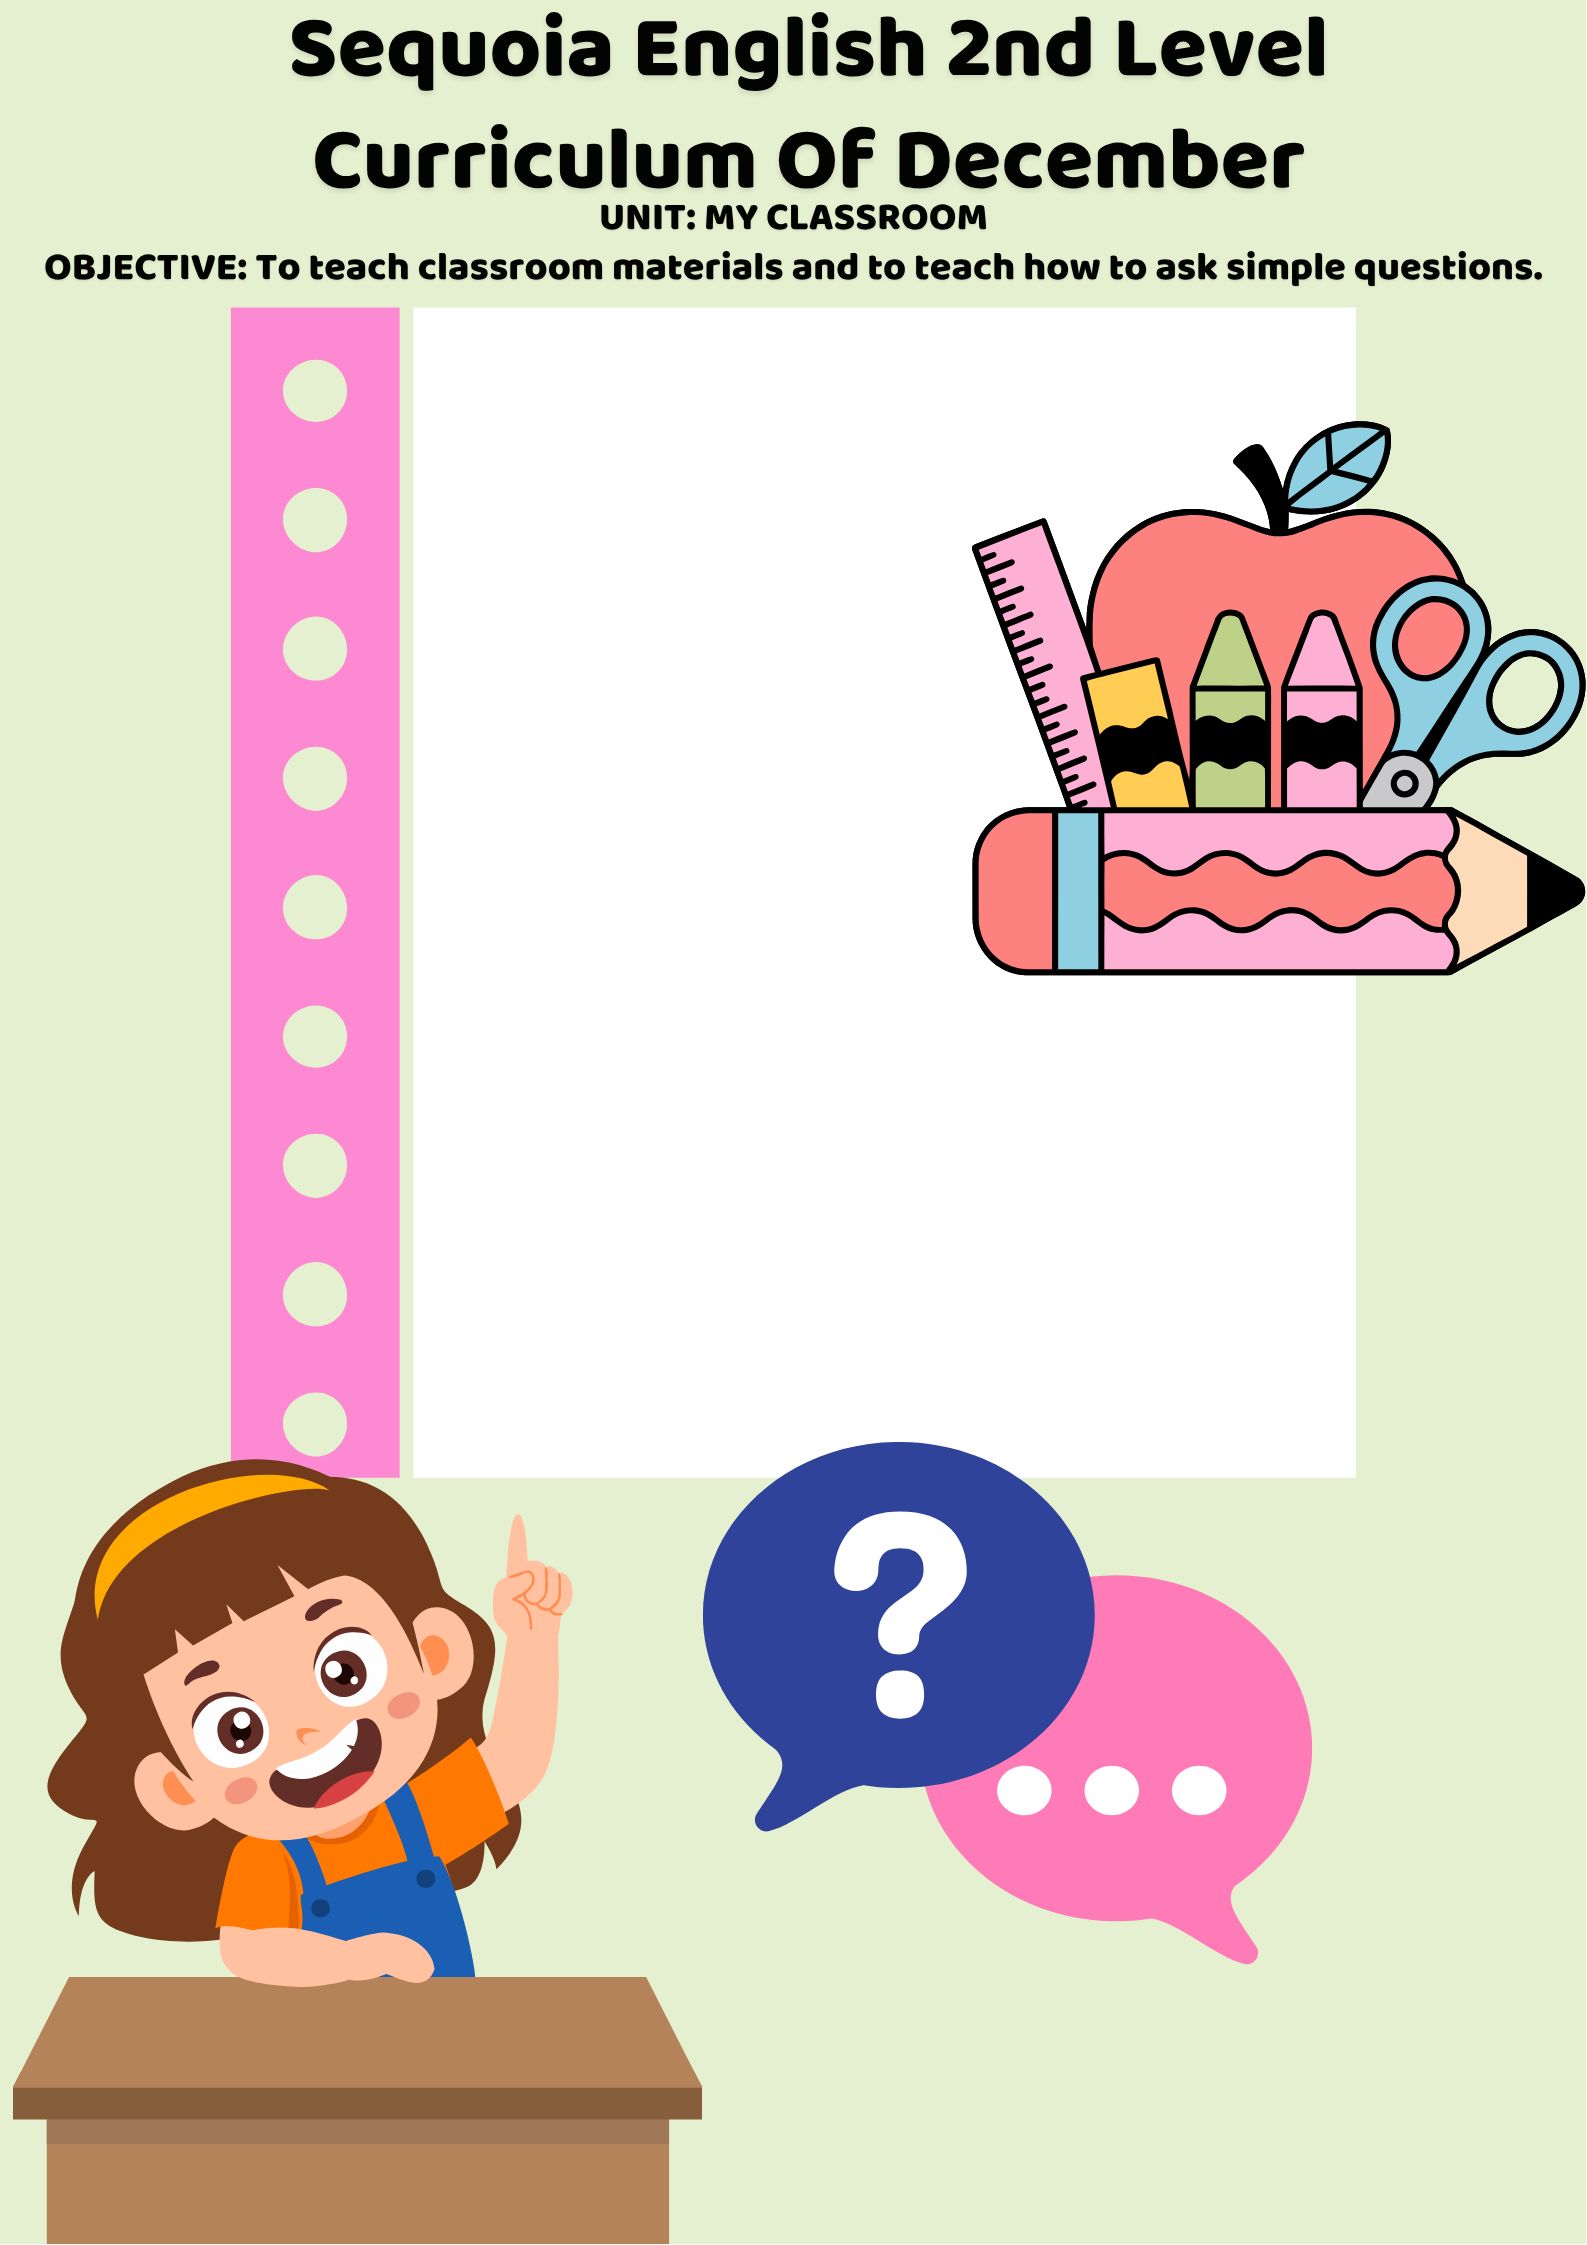 Sequoia English 2nd Level
Curriculum Of December
UNIT: MY CLASSROOM
OBJECTIVE: To teach classroom materials and to teach how to ask simple questions.
?